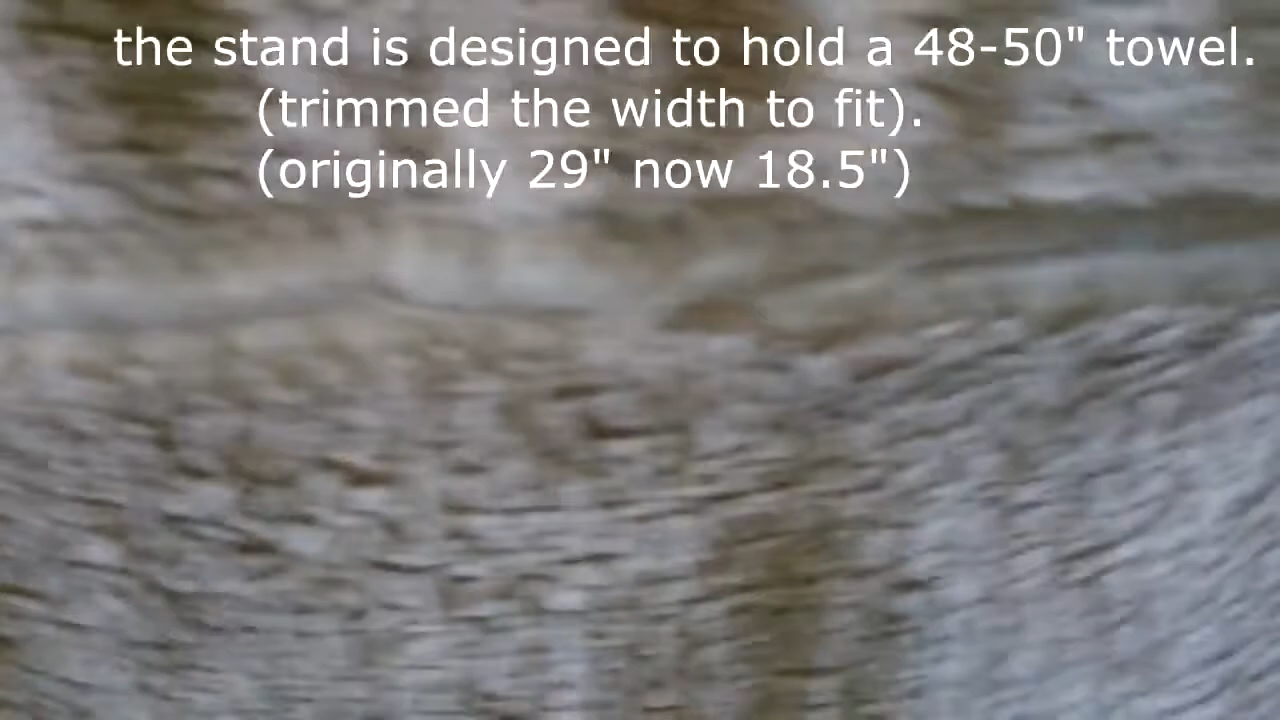 the stand is designed to hold a 48-50" towel.
(trimmed the width to fit).
(originally 29" now 18.5")